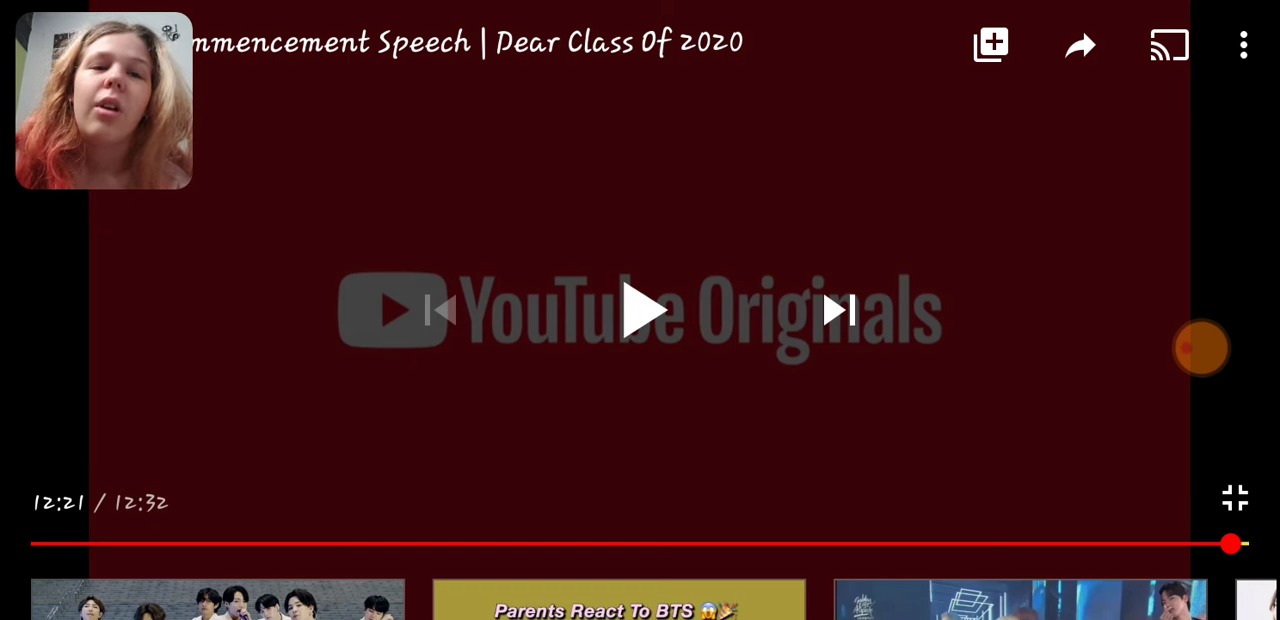 mmencement Speech | Dear Class Of 2020
YouTube Originals
12:21 / 12:32
Parents React To BTS 😱🎉